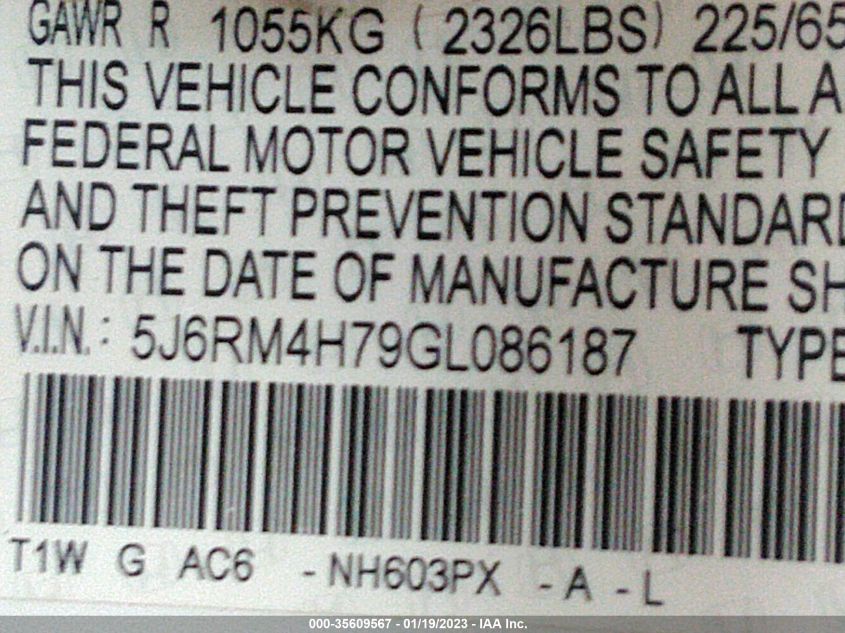 GAWR R 1055KG (2326LBS) 225/65
THIS VEHICLE CONFORMS TO ALL A
FEDERAL MOTOR VEHICLE SAFETY
AND THEFT PREVENTION STANDARD
ON THE DATE OF MANUFACTURE SH
V.I.N.: 5J6RM4H79GL086187 TYPE
T1W G AC6 -NH603PX -A -L
000-35609567 - 01/19/2023 - IAA Inc.